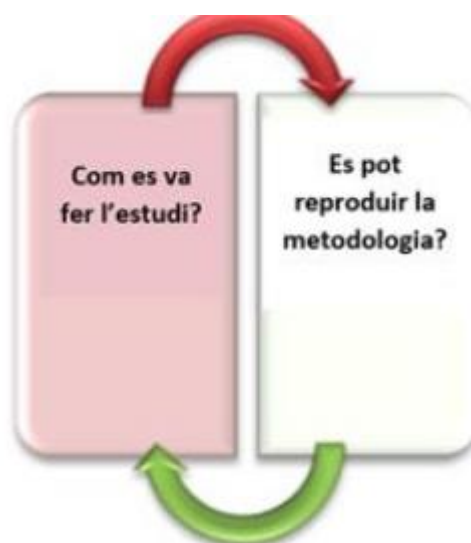 Com es va
fer l'estudi?
Es pot
reproduir la
metodologia?